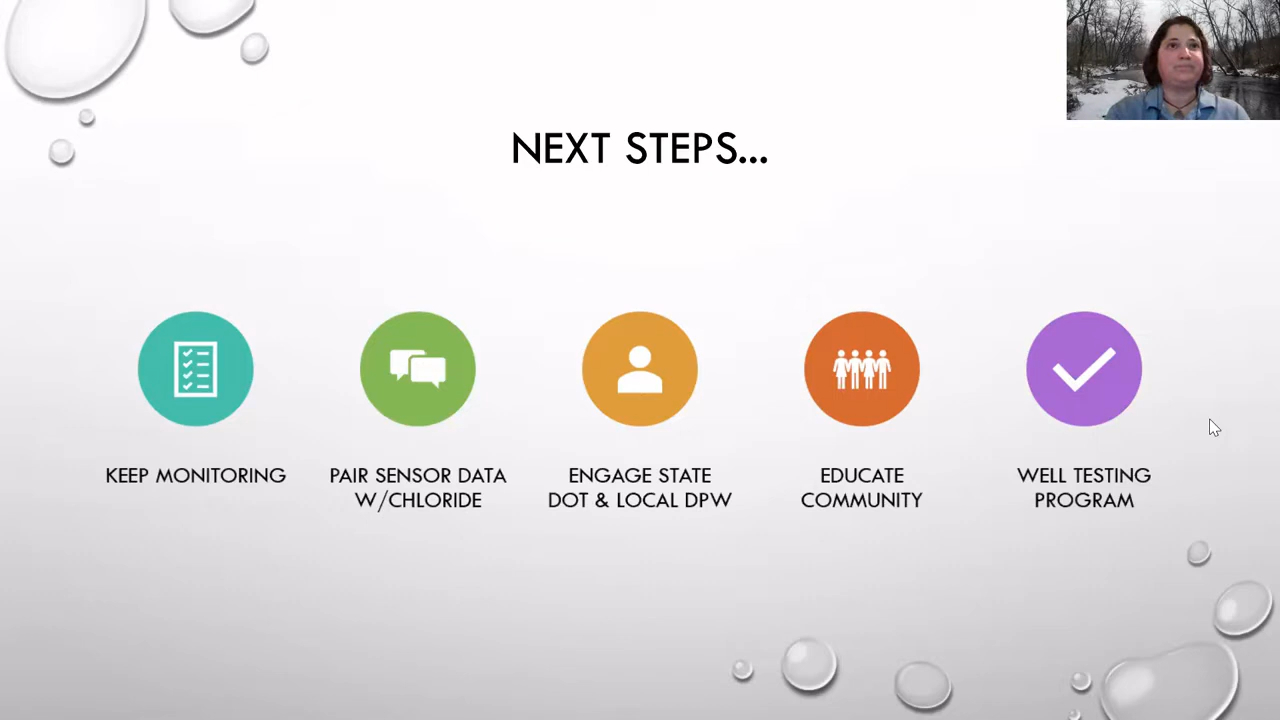 NEXT STEPS...
KEEP MONITORING
PAIR SENSOR DATA
W/CHLORIDE
ENGAGE STATE
DOT & LOCAL DPW
EDUCATE
COMMUNITY
WELL TESTING
PROGRAM